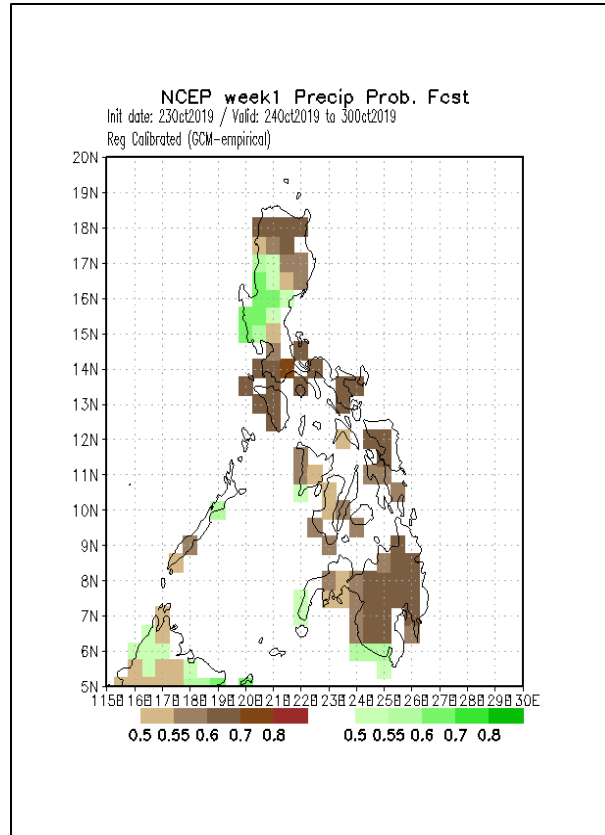 NCEP week1 Precip Prob. Fcst
Init date: 23Oct2019 / Valid: 24Oct2019 to 30Oct2019
Reg Calibrated (GCM-empirical)
20N
19N
18N
17N
16N
15N
14N
13N
12N
11N
10N
9N
8N
7N
6N
5N
115E 116E 117E 118E 119E 120E 121E 122E 123E 124E 125E 126E 127E 128E 129E 130E
0.5 0.55 0.6 0.7 0.8 0.5 0.55 0.6 0.7 0.8